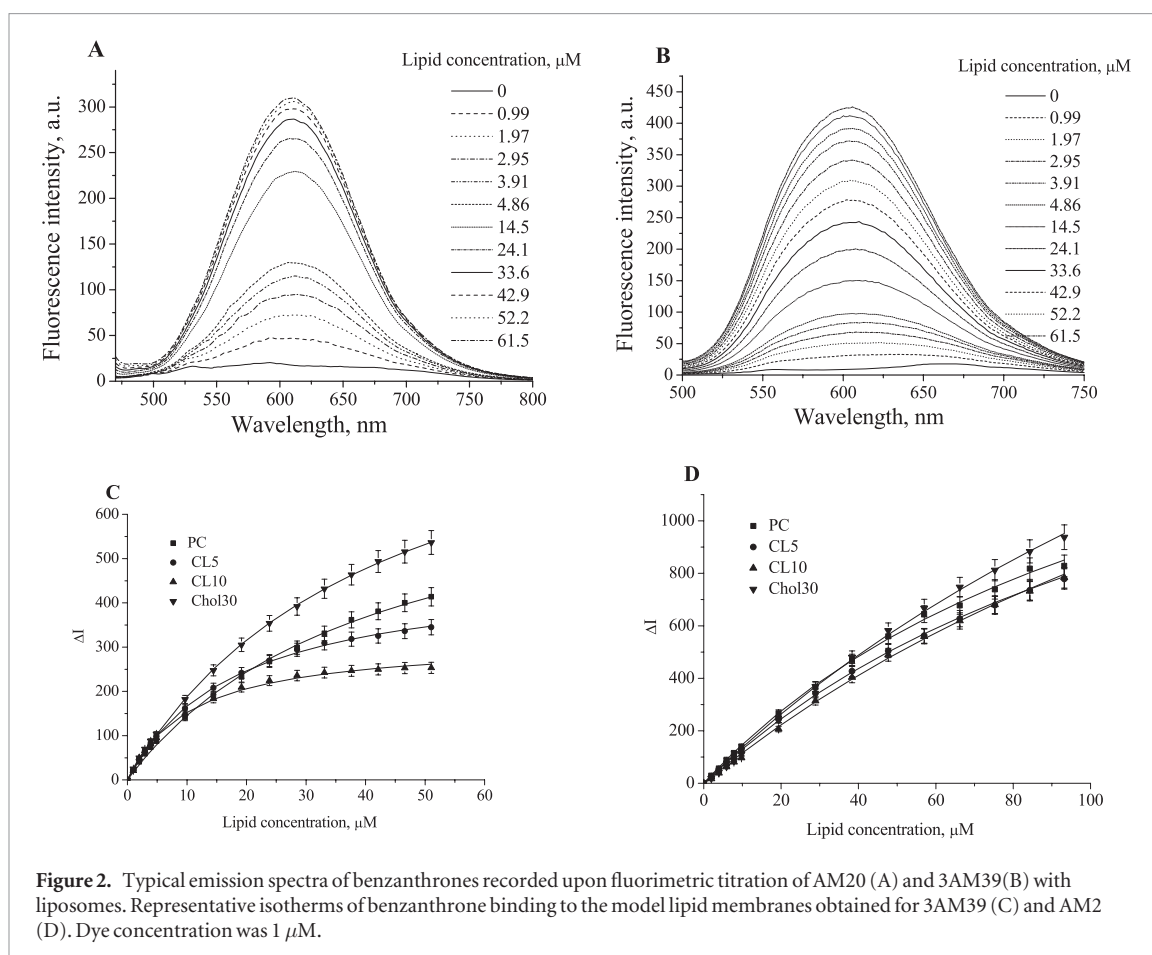 A
Lipid concentration, μM
0
0.99
1.97
2.95
3.91
4.86
14.5
24.1
33.6
42.9
52.2
61.5
300
250
200
150
100
50
0
Fluorescence intensity, a.u.
500 550 600 650 700 750 800
Wavelength, nm
B
Lipid concentration, μM
0
0.99
1.97
2.95
3.91
4.86
14.5
24.1
33.6
42.9
52.2
61.5
450
400
350
300
250
200
150
100
50
0
Fluorescence intensity, a.u.
500 550 600 650 700 750
Wavelength, nm
C
PC
CL5
CL10
Chol30
600
500
400
300
200
100
0
ΔI
0 10 20 30 40 50 60
Lipid concentration, μM
D
PC
CL5
CL10
Chol30
1000
800
600
400
200
0
ΔI
0 20 40 60 80 100
Lipid concentration, μM
Figure 2. Typical emission spectra of benzanthrones recorded upon fluorimetric titration of AM20 (A) and 3AM39(B) with
liposomes. Representative isotherms of benzanthrone binding to the model lipid membranes obtained for 3AM39 (C) and AM2
(D). Dye concentration was 1 μM.